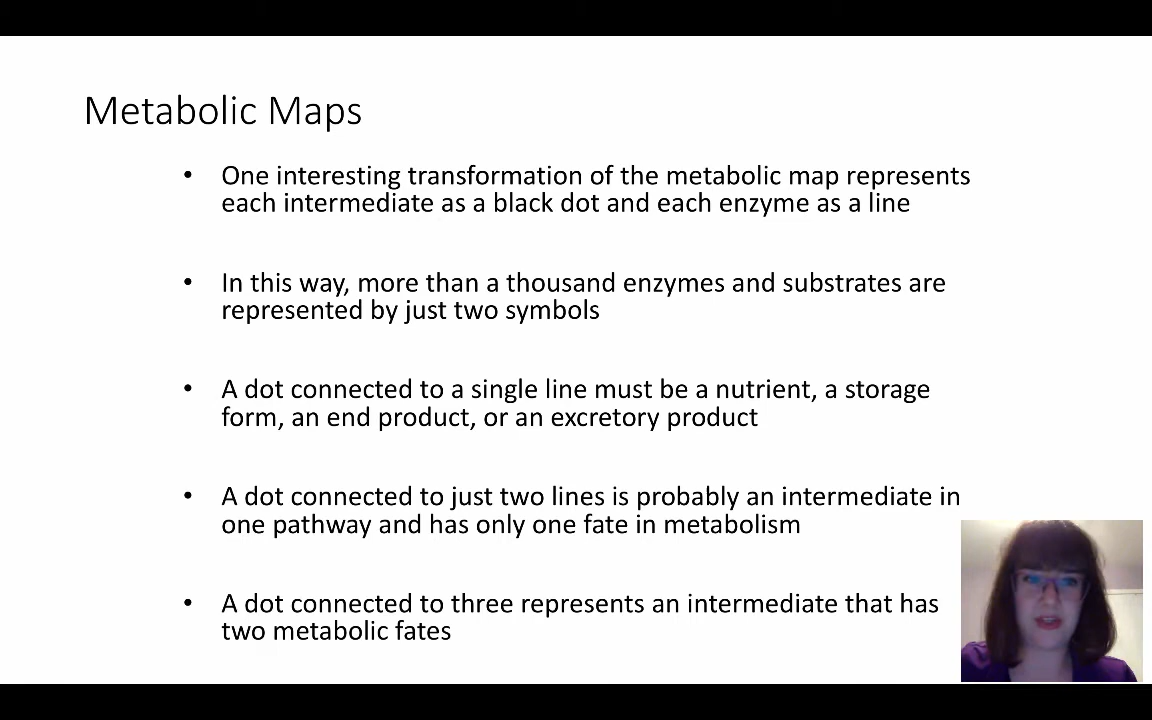 Metabolic Maps
• One interesting transformation of the metabolic map represents
each intermediate as a black dot and each enzyme as a line
• In this way, more than a thousand enzymes and substrates are
represented by just two symbols
• A dot connected to a single line must be a nutrient, a storage
form, an end product, or an excretory product
• A dot connected to just two lines is probably an intermediate in
one pathway and has only one fate in metabolism
• A dot connected to three represents an intermediate that has
two metabolic fates